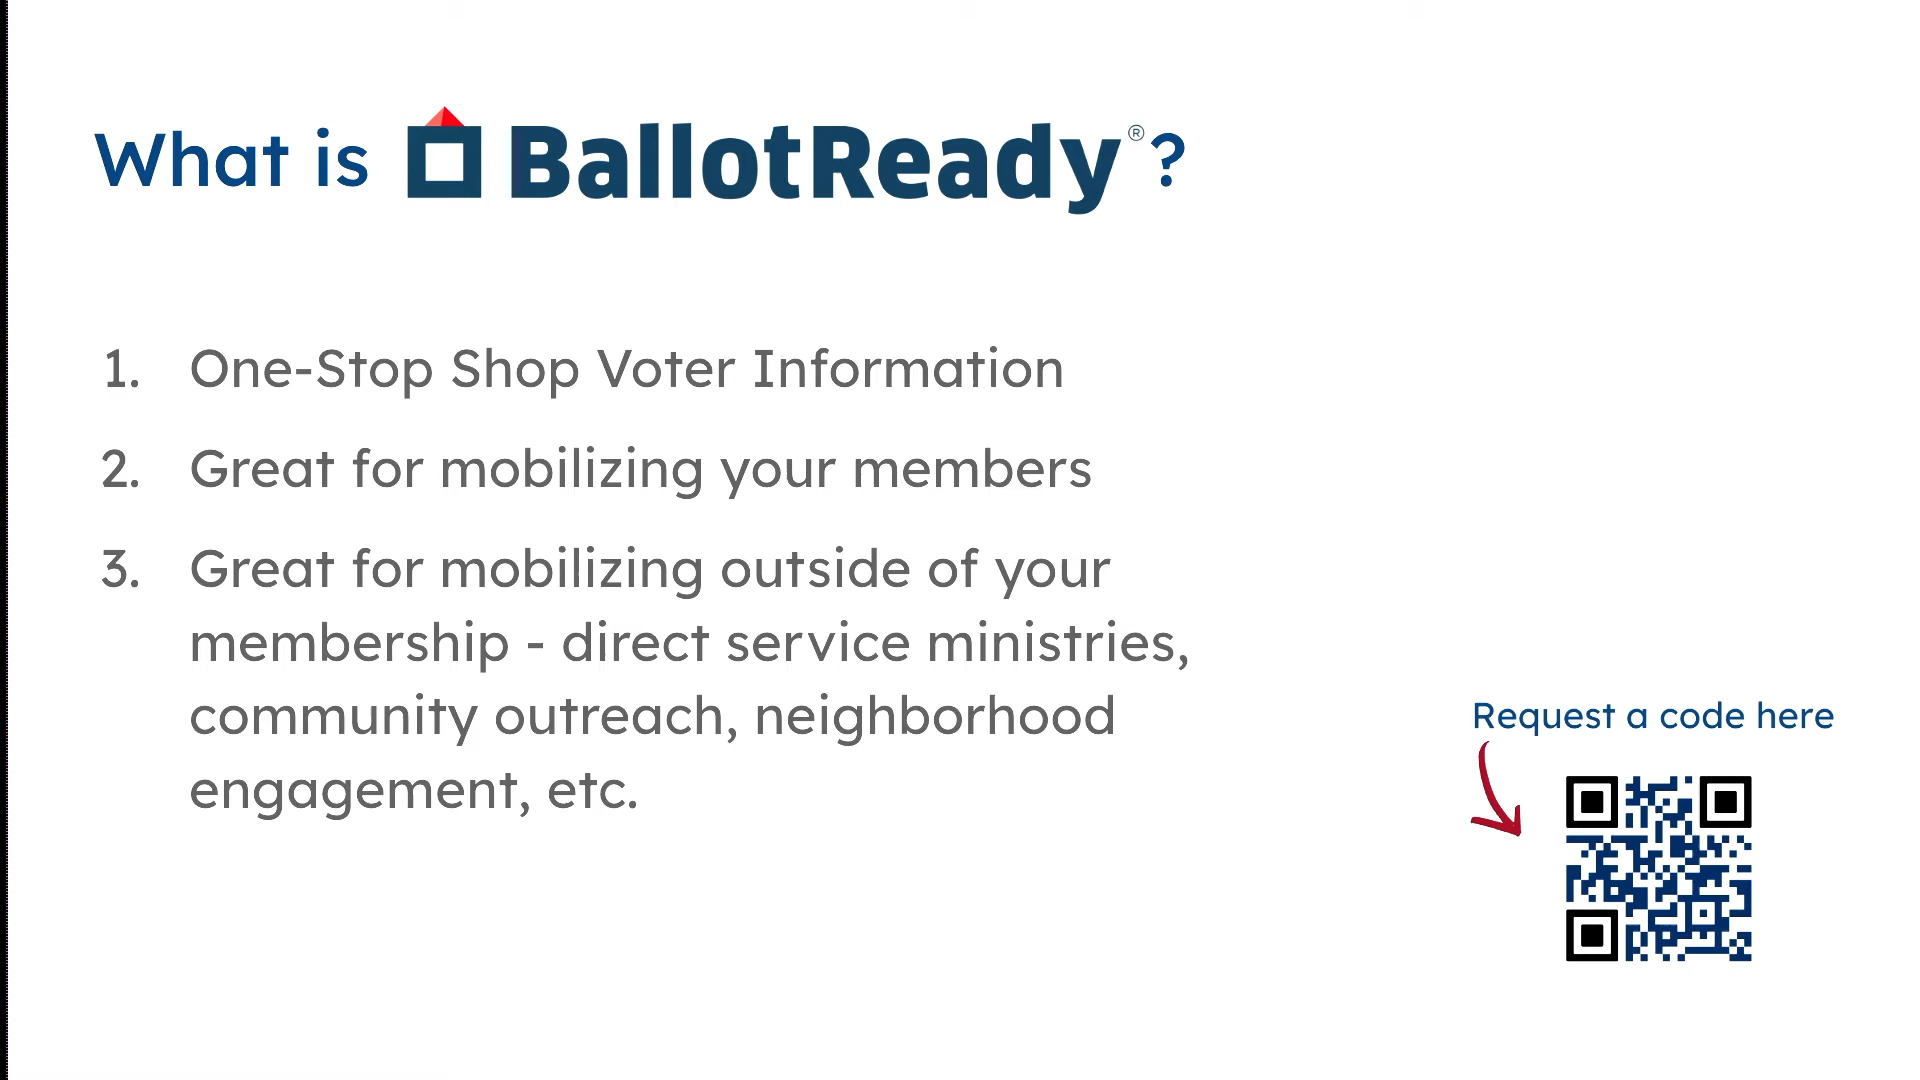 What is BallotReady®?
1. One-Stop Shop Voter Information
2. Great for mobilizing your members
3. Great for mobilizing outside of your
membership - direct service ministries,
community outreach, neighborhood
engagement, etc.
Request a code here